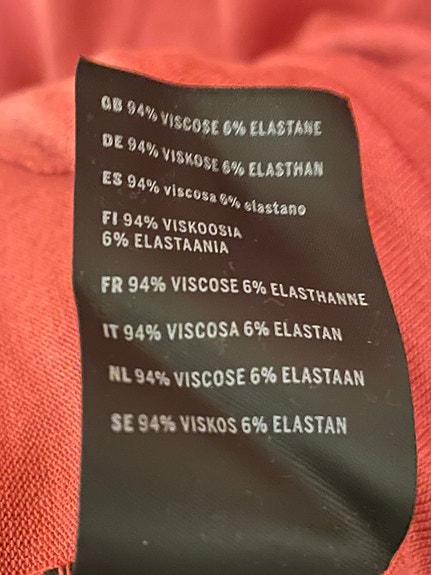 GB 94% VISCOSE 6% ELASTANE
DE 94% VISKOSE 6% ELASTHAN
ES 94% viscosa 6% elastano
FI 94% VISKOOSIA
6% ELASTAANIA
FR 94% VISCOSE 6% ELASTHANNE
IT 94% VISCOSA 6% ELASTAN
NL 94% VISCOSE 6% ELASTAAN
SE 94% VISKOS 6% ELASTAN